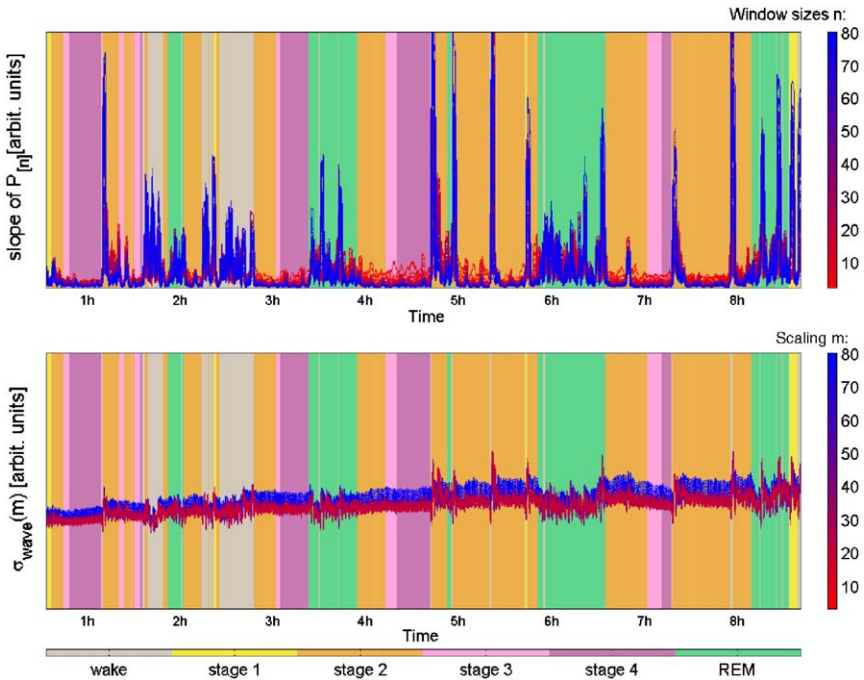 Window sizes n:
slope of P[n][arbit. units]
80
70
60
50
40
30
20
10
1h 2h 3h 4h 5h 6h 7h 8h
Time
Scaling m:
σwave(m) [arbit. units]
80
70
60
50
40
30
20
10
1h 2h 3h 4h 5h 6h 7h 8h
Time
wake stage 1 stage 2 stage 3 stage 4 REM